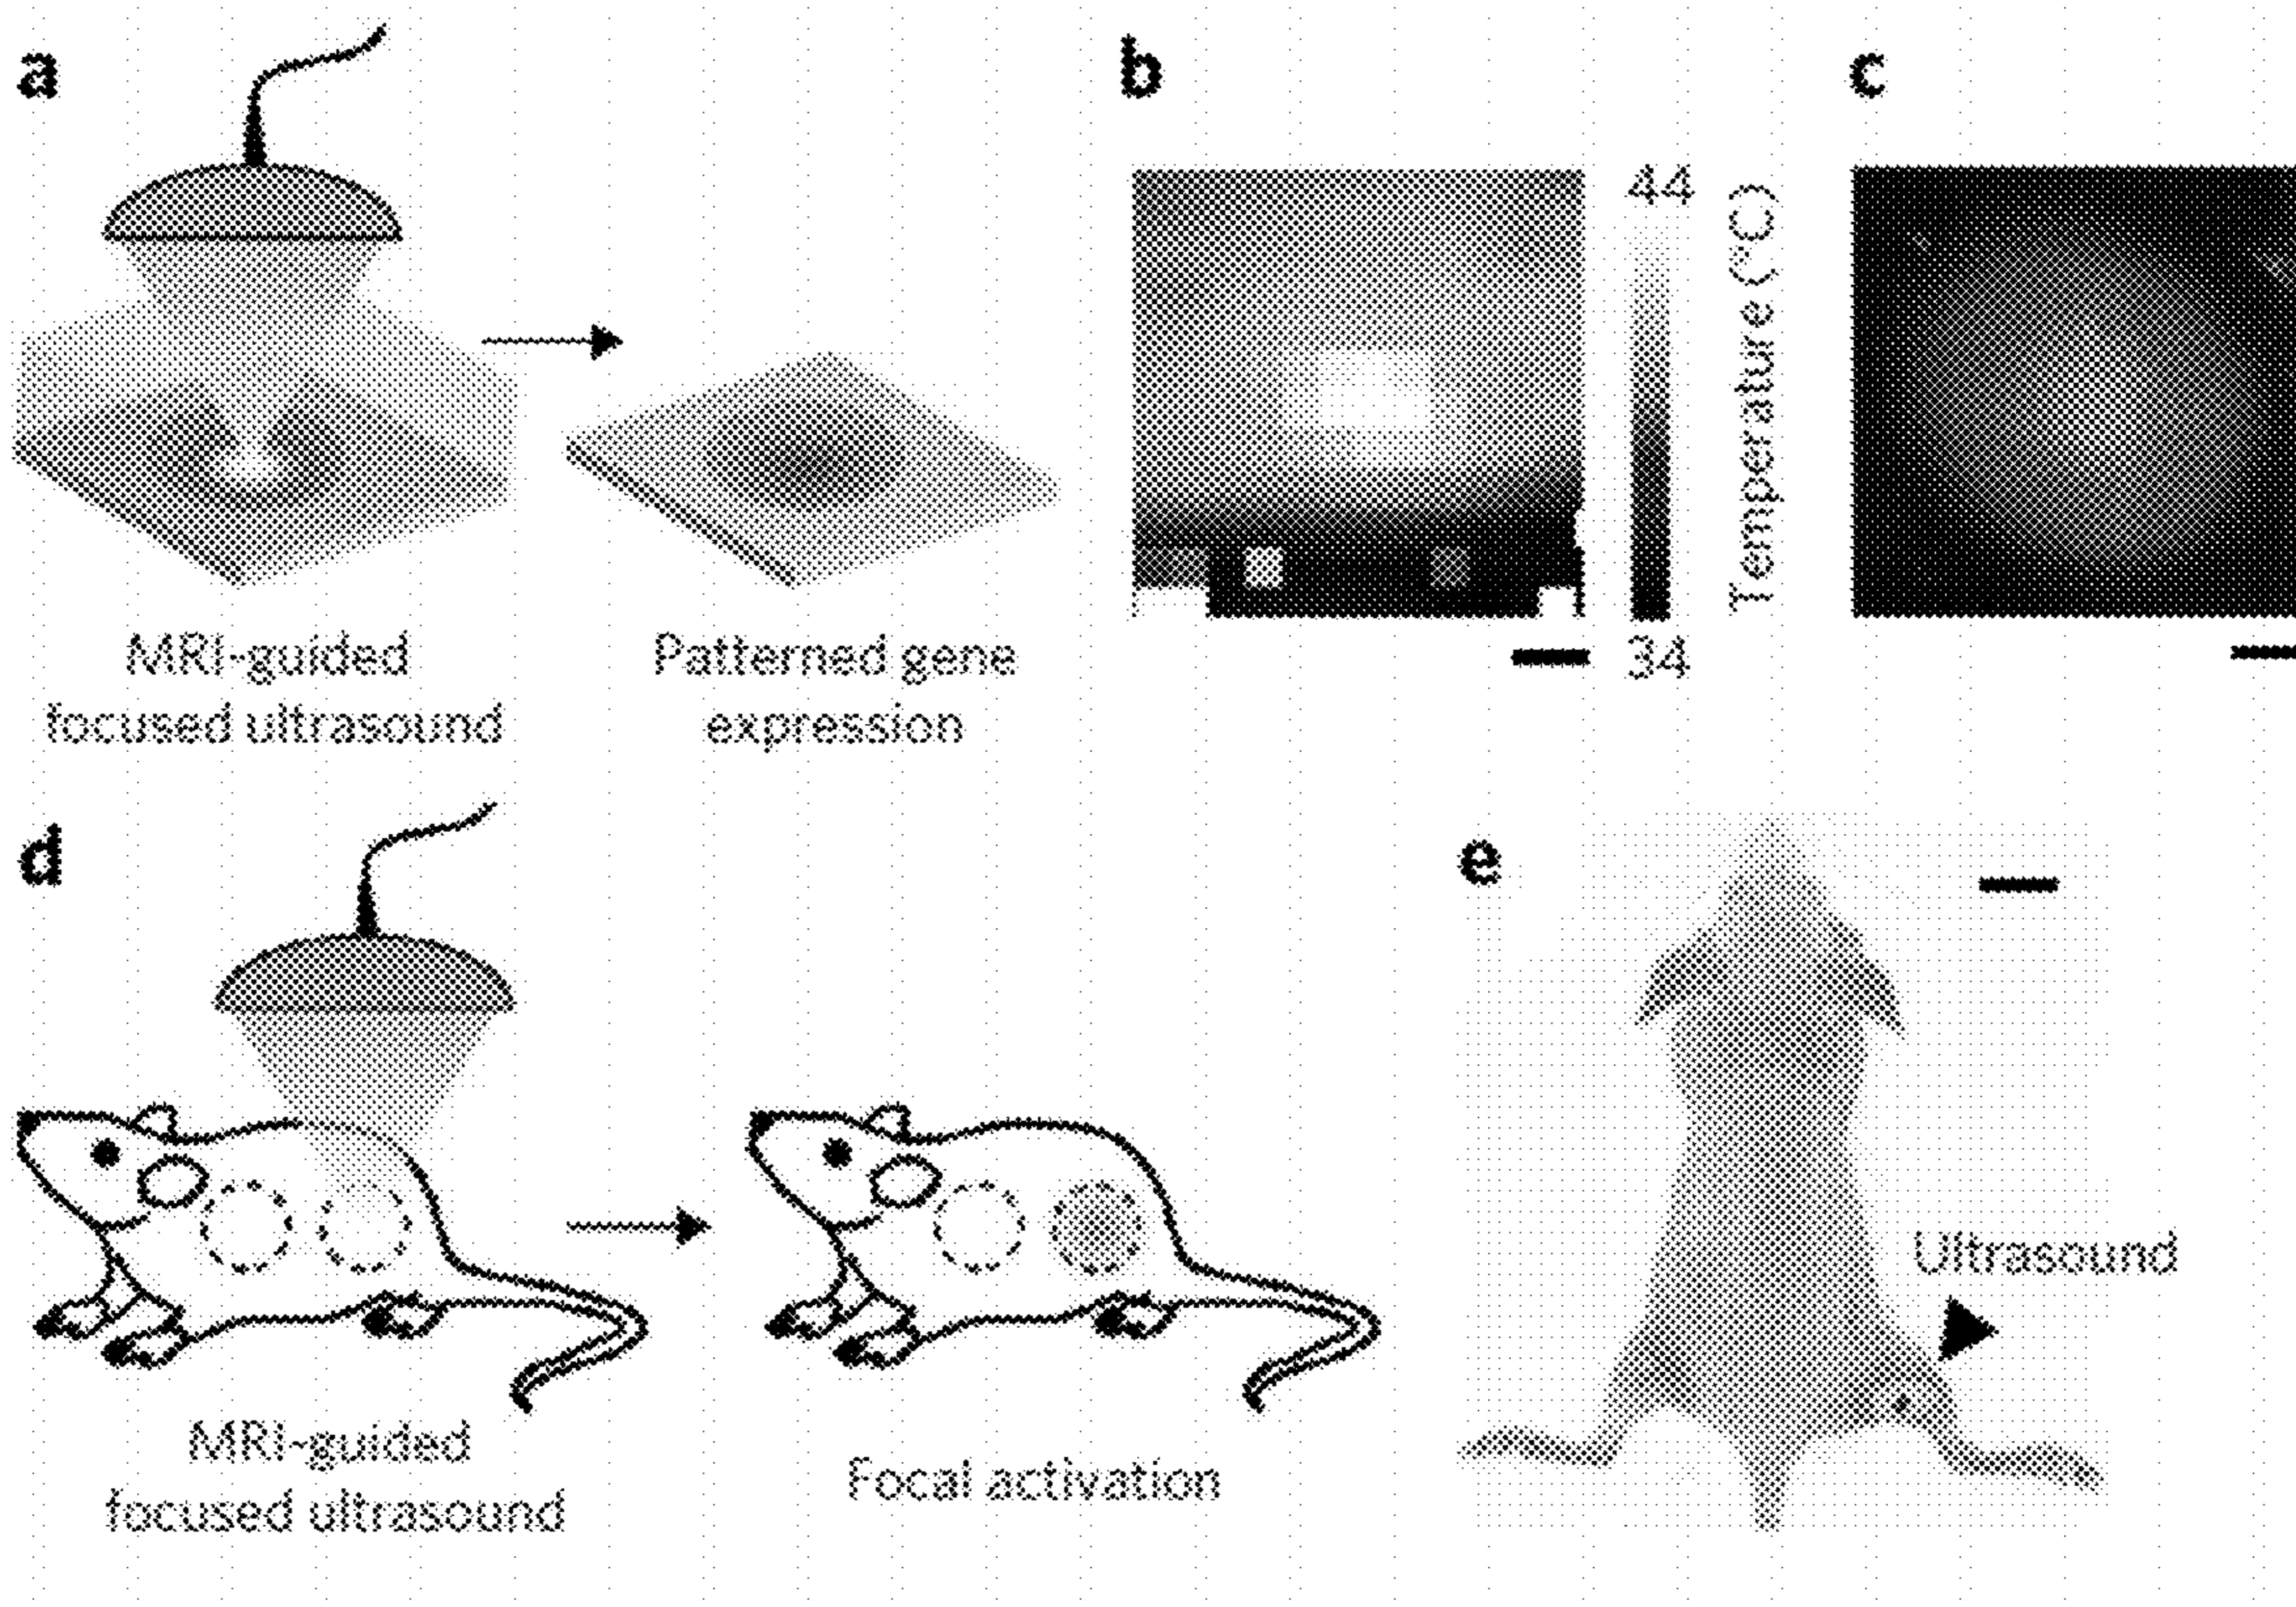 a
b
c
44
Temperature (°C)
34
MRI-guided
focused ultrasound
Patterned gene
expression
d
e
Ultrasound
MRI-guided
focused ultrasound
Focal activation